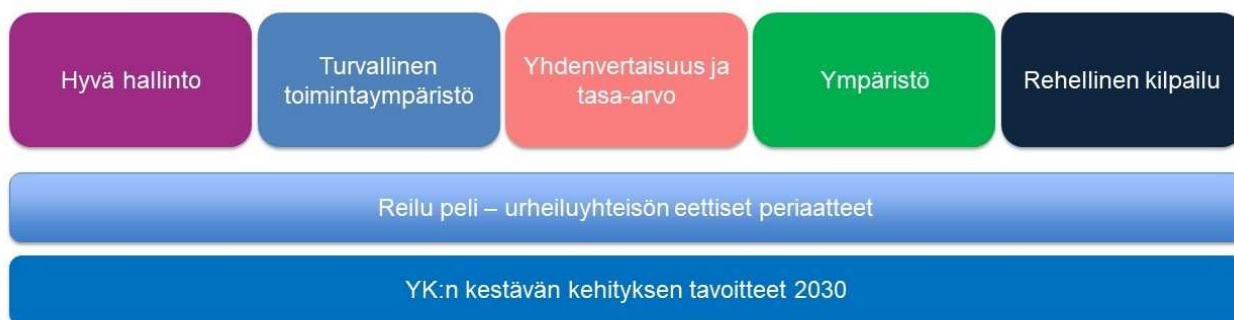 Hyvä hallinto
Turvallinen
toimintaympäristö
Yhdenvertaisuus ja
tasa-arvo
Ympäristö
Rehellinen kilpailu
Reilu peli – urheiluyhteisön eettiset periaatteet
YK:n kestävän kehityksen tavoitteet 2030